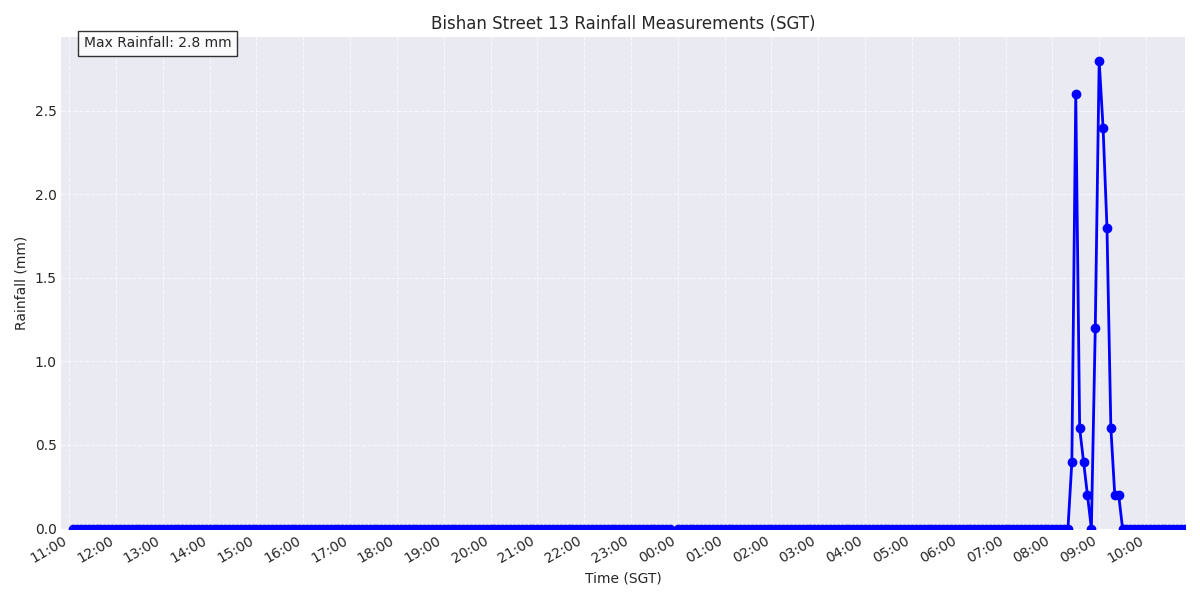 Bishan Street 13 Rainfall Measurements (SGT)
Max Rainfall: 2.8 mm
Rainfall (mm)
2.5
2.0
1.5
1.0
0.5
0.0
11:00 12:00 13:00 14:00 15:00 16:00 17:00 18:00 19:00 20:00 21:00 22:00 23:00 00:00 01:00 02:00 03:00 04:00 05:00 06:00 07:00 08:00 09:00 10:00
Time (SGT)